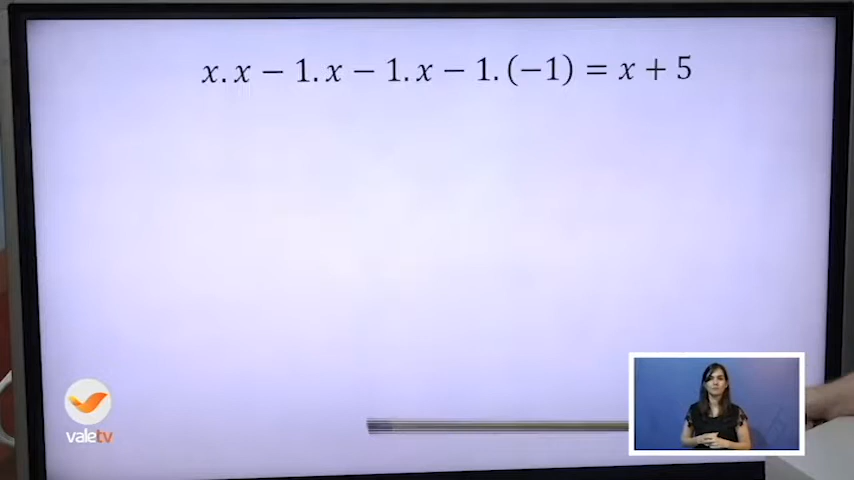 x.x − 1.x − 1.x − 1.(−1) = x + 5
valetv